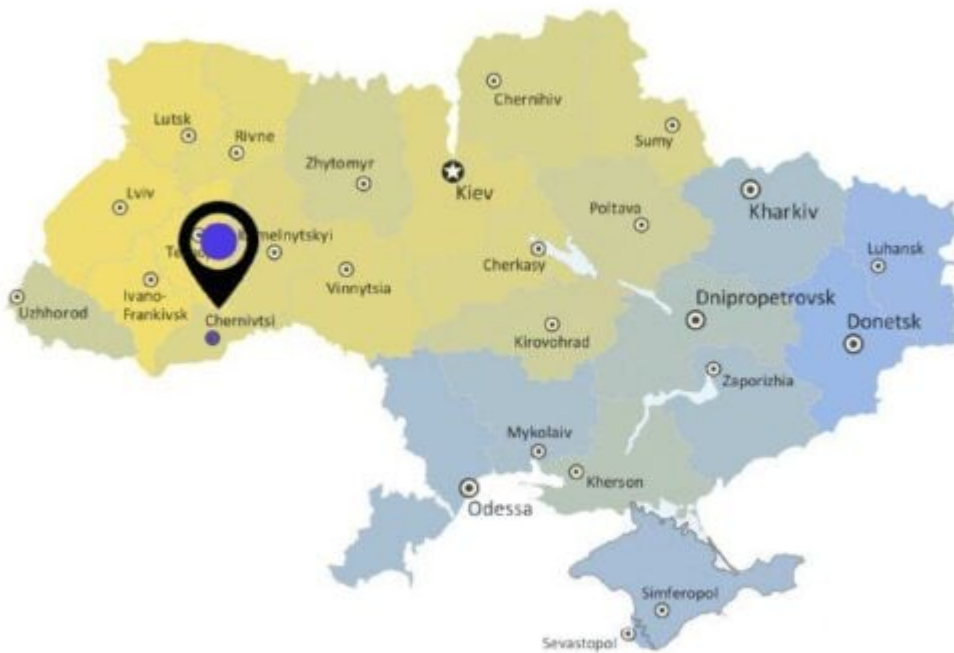 Chernihiv
Lutsk
Rivne
Sumy
Zhytomyr
Kiev
Lviv
Kharkiv
Poltava
Luhansk
Cherkasy
Vinnytsia
Ivano-
Frankivsk
Uzhhorod
Chernivtsi
Dnipropetrovsk
Donetsk
Kirovohrad
Zaporizhia
Mykolaiv
Kherson
Odessa
Simferopol
Sevastopol